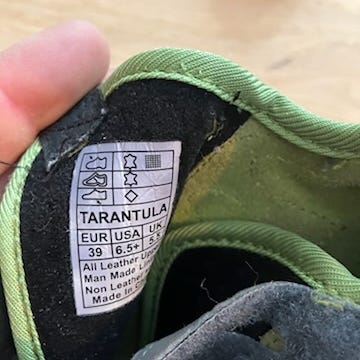 TARANTULA
EUR USA UK
39 6.5+ 5.5
All Leather
Man Made
Non Leather
Made in